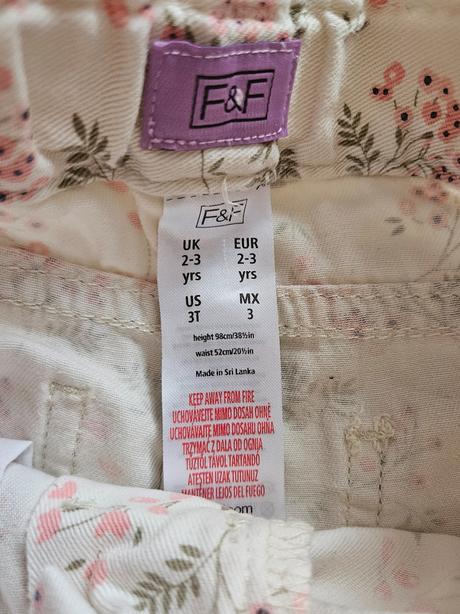 F&F
F&F
UK EUR
2-3 2-3
yrs yrs
US MX
3T 3
height 98cm/38½in
waist 52cm/20½in
Made in Sri Lanka
KEEP AWAY FROM FIRE
UCHOVÁVEJTE MIMO DOSAH OHNĚ
UCHOVÁVAJTE MIMO DOSAHU OHŇA
TRZYMAĆ Z DALA OD OGNIA
TŰZTŐL TÁVOL TARTANDÓ
ATEŞTEN UZAK TUTUNUZ
MANTENER LEJOS DEL FUEGO
.com